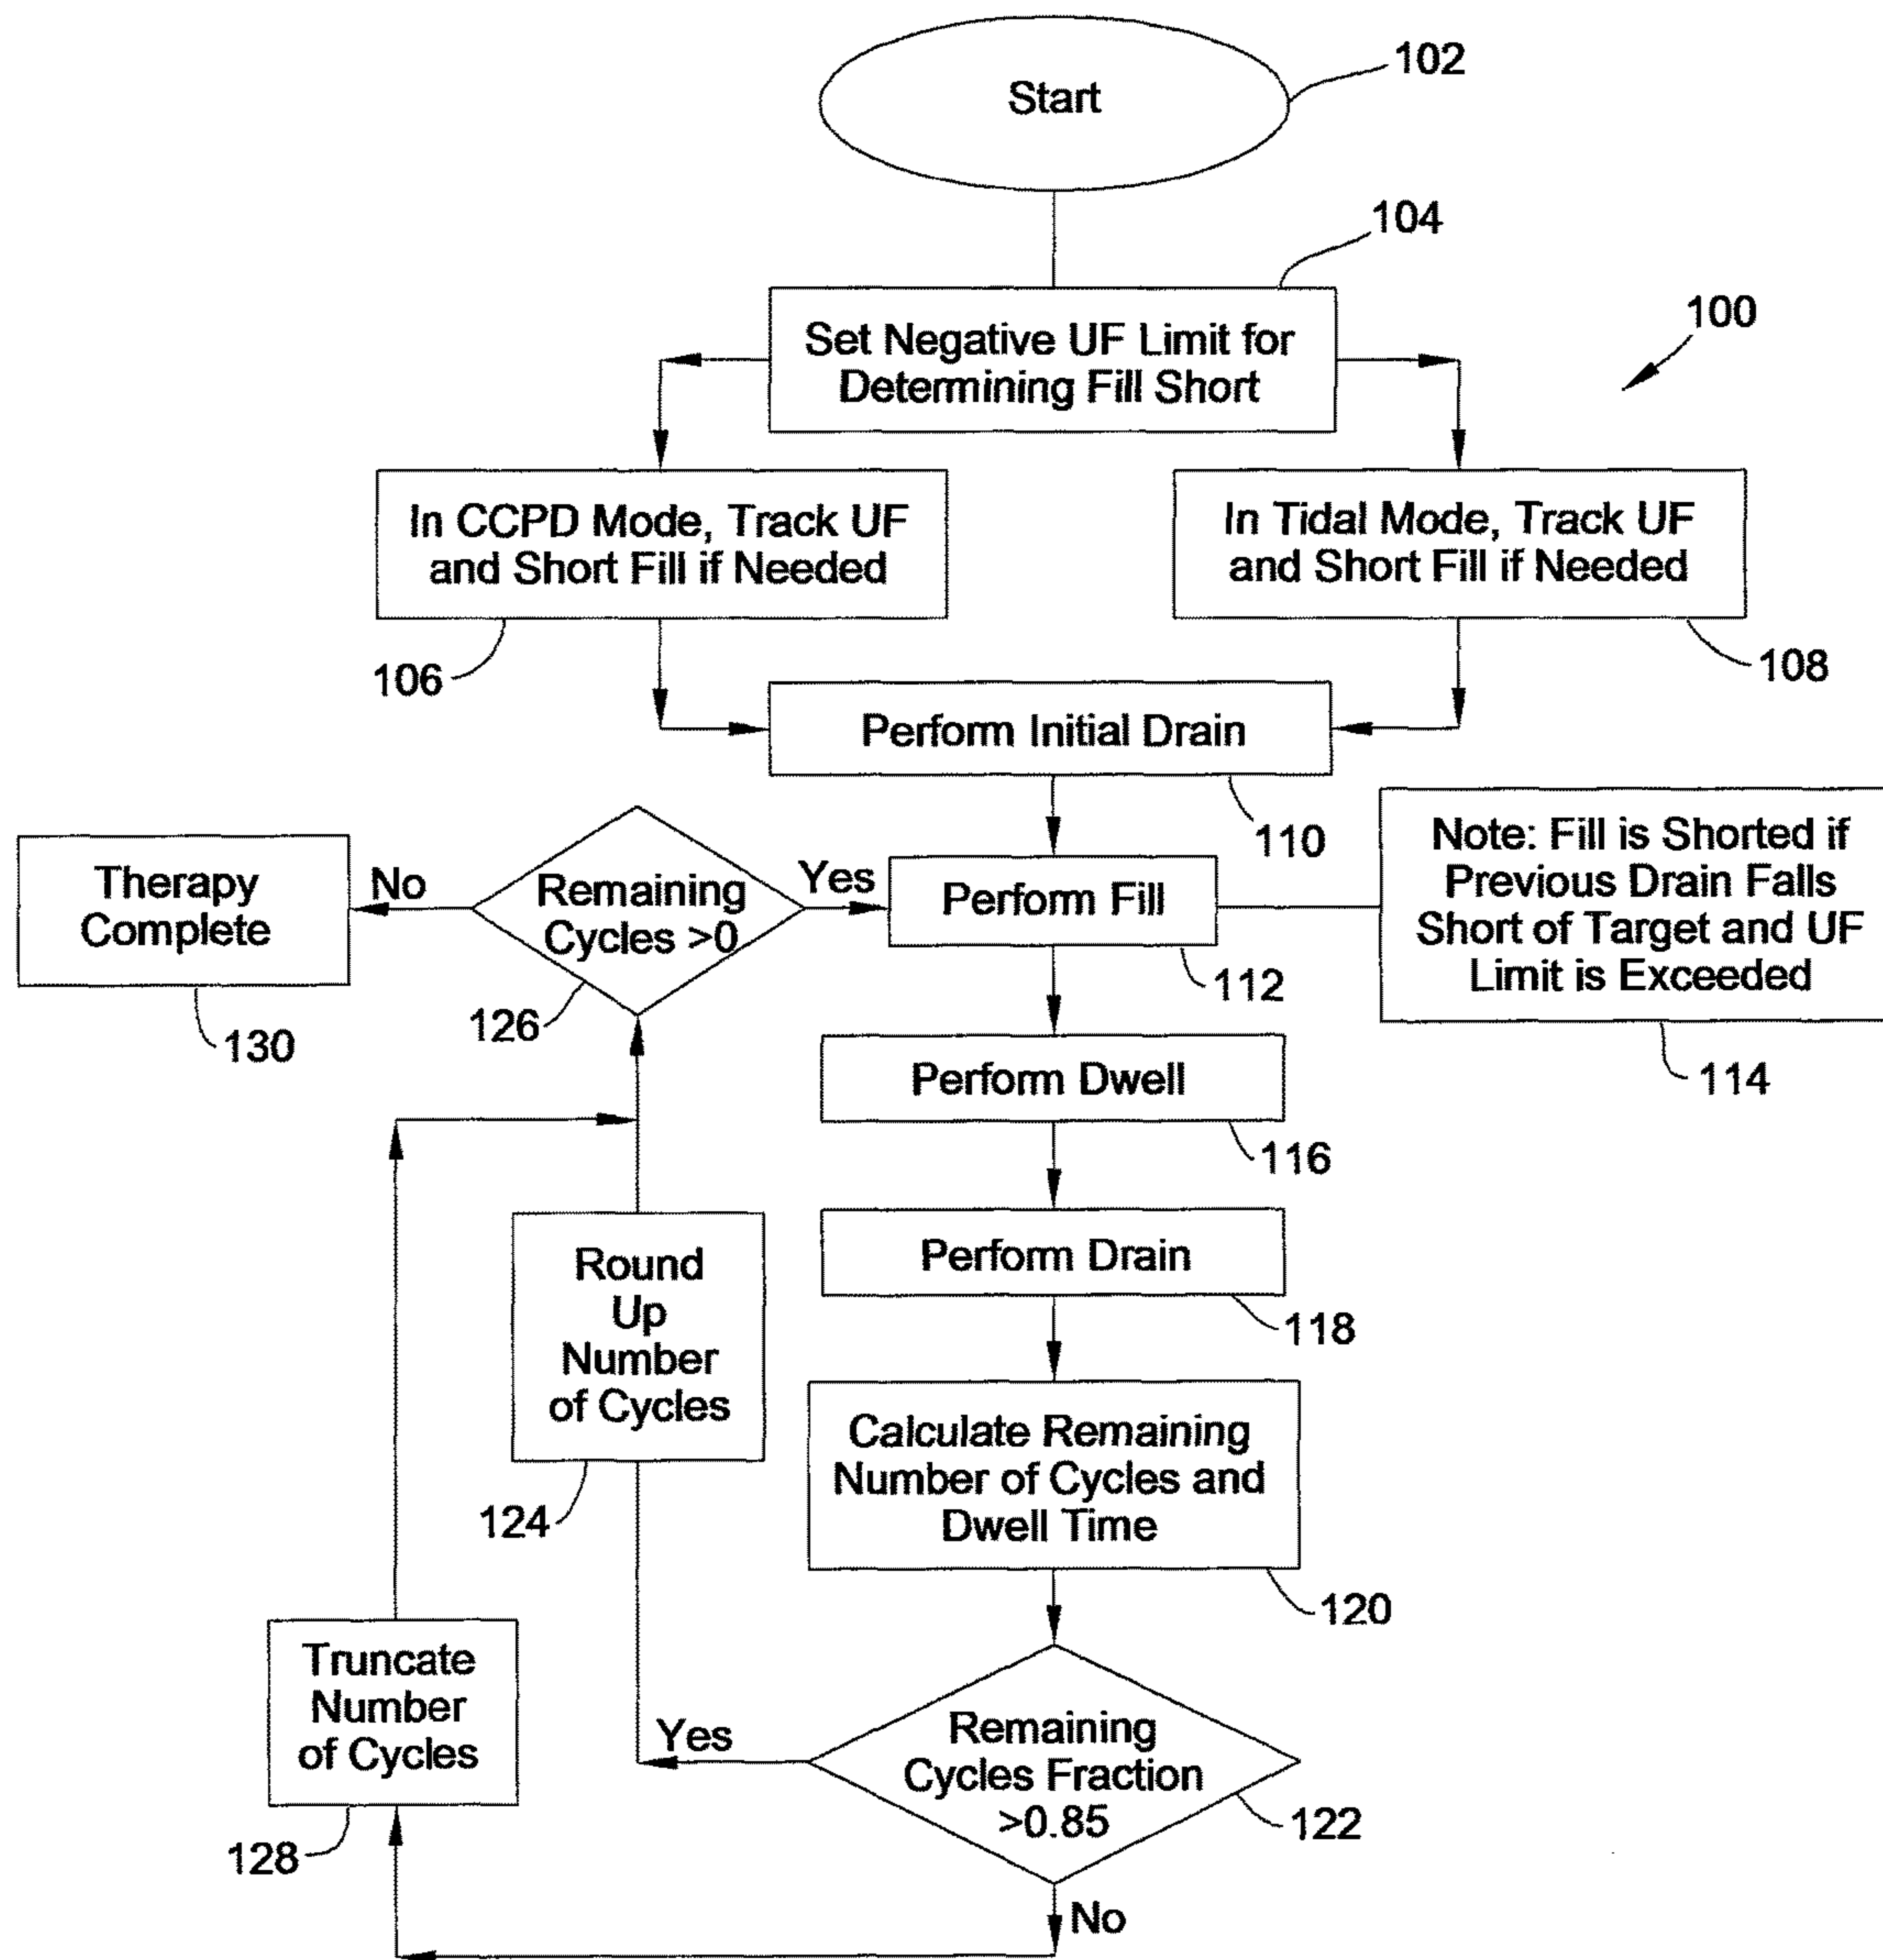 Start
102
104
100
Set Negative UF Limit for
Determining Fill Short
In CCPD Mode, Track UF
and Short Fill if Needed
106
In Tidal Mode, Track UF
and Short Fill if Needed
108
Perform Initial Drain
110
Therapy
Complete
130
No
Remaining
Cycles >0
126
Yes
Perform Fill
112
Note: Fill is Shorted if
Previous Drain Falls
Short of Target and UF
Limit is Exceeded
114
Perform Dwell
116
Perform Drain
118
Round
Up
Number
of Cycles
124
Calculate Remaining
Number of Cycles and
Dwell Time
120
Truncate
Number
of Cycles
128
Yes
Remaining
Cycles Fraction
>0.85
122
No